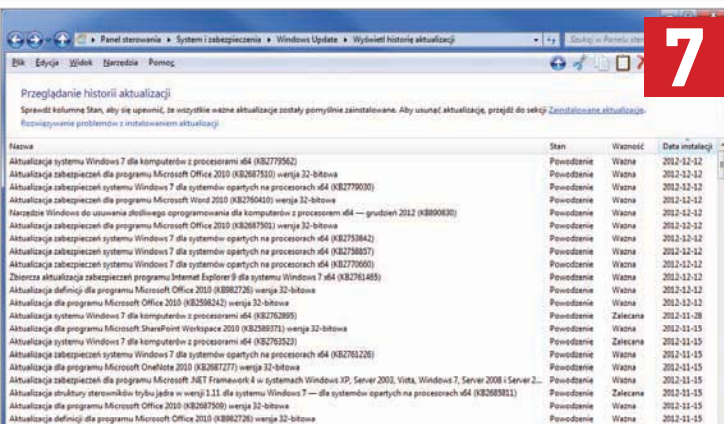 7
Panel sterowania ▸ System i zabezpieczenia ▸ Windows Update ▸ Wyświetl historię aktualizacji
Szukaj w Panelu
Plik Edycja Widok Narzędzia Pomoc
Przeglądanie historii aktualizacji
Sprawdź kolumnę Stan, aby się upewnić, że wszystkie ważne aktualizacje zostały pomyślnie zainstalowane. Aby usunąć aktualizację, przejdź do sekcji Zainstalowane aktualizacje.
Rozwiązywanie problemów z instalowaniem aktualizacji
Nazwa Stan Ważność Data instalacji
Aktualizacja systemu Windows 7 dla komputerów z procesorami x64 (KB2779562) Powodzenie Ważna 2012-12-12
Aktualizacja zabezpieczeń dla programu Microsoft Office 2010 (KB2687510) wersja 32-bitowa Powodzenie Ważna 2012-12-12
Aktualizacja zabezpieczeń systemu Windows 7 dla systemów opartych na procesorach x64 (KB2779030) Powodzenie Ważna 2012-12-12
Aktualizacja zabezpieczeń dla programu Microsoft Word 2010 (KB2760410) wersja 32-bitowa Powodzenie Ważna 2012-12-12
Narzędzie Windows do usuwania złośliwego oprogramowania dla komputerów z procesorem x64 — grudzień 2012 (KB890830) Powodzenie Ważna 2012-12-12
Aktualizacja zabezpieczeń dla programu Microsoft Office 2010 (KB2687501) wersja 32-bitowa Powodzenie Ważna 2012-12-12
Aktualizacja zabezpieczeń systemu Windows 7 dla systemów opartych na procesorach x64 (KB2753842) Powodzenie Ważna 2012-12-12
Aktualizacja zabezpieczeń systemu Windows 7 dla systemów opartych na procesorach x64 (KB2758857) Powodzenie Ważna 2012-12-12
Aktualizacja zabezpieczeń systemu Windows 7 dla systemów opartych na procesorach x64 (KB2770660) Powodzenie Ważna 2012-12-12
Zbiorcza aktualizacja zabezpieczeń programu Internet Explorer 9 dla systemu Windows 7 x64 (KB2761465) Powodzenie Ważna 2012-12-12
Aktualizacja definicji dla programu Microsoft Office 2010 (KB982726) wersja 32-bitowa Powodzenie Ważna 2012-12-12
Aktualizacja dla programu Microsoft Office 2010 (KB2598242) wersja 32-bitowa Powodzenie Ważna 2012-12-12
Aktualizacja systemu Windows 7 dla komputerów z procesorami x64 (KB2762895) Powodzenie Zalecana 2012-11-28
Aktualizacja dla programu Microsoft SharePoint Workspace 2010 (KB2589371) wersja 32-bitowa Powodzenie Ważna 2012-11-15
Aktualizacja systemu Windows 7 dla komputerów z procesorami x64 (KB2763523) Powodzenie Zalecana 2012-11-15
Aktualizacja zabezpieczeń systemu Windows 7 dla systemów opartych na procesorach x64 (KB2761226) Powodzenie Ważna 2012-11-15
Aktualizacja dla programu Microsoft OneNote 2010 (KB2687277) wersja 32-bitowa Powodzenie Ważna 2012-11-15
Aktualizacja zabezpieczeń dla programu Microsoft .NET Framework 4 w systemach Windows XP, Server 2003, Vista, Windows 7, Server 2008 i Server 2... Powodzenie Ważna 2012-11-15
Aktualizacja struktury sterowników trybu jądra w wersji 1.11 dla systemu Windows 7 — dla systemów opartych na procesorach x64 (KB2685811) Powodzenie Zalecana 2012-11-15
Aktualizacja dla programu Microsoft Office 2010 (KB2687509) wersja 32-bitowa Powodzenie Ważna 2012-11-15
Aktualizacja definicji dla programu Microsoft Office 2010 (KB982726) wersja 32-bitowa Powodzenie Ważna 2012-11-15